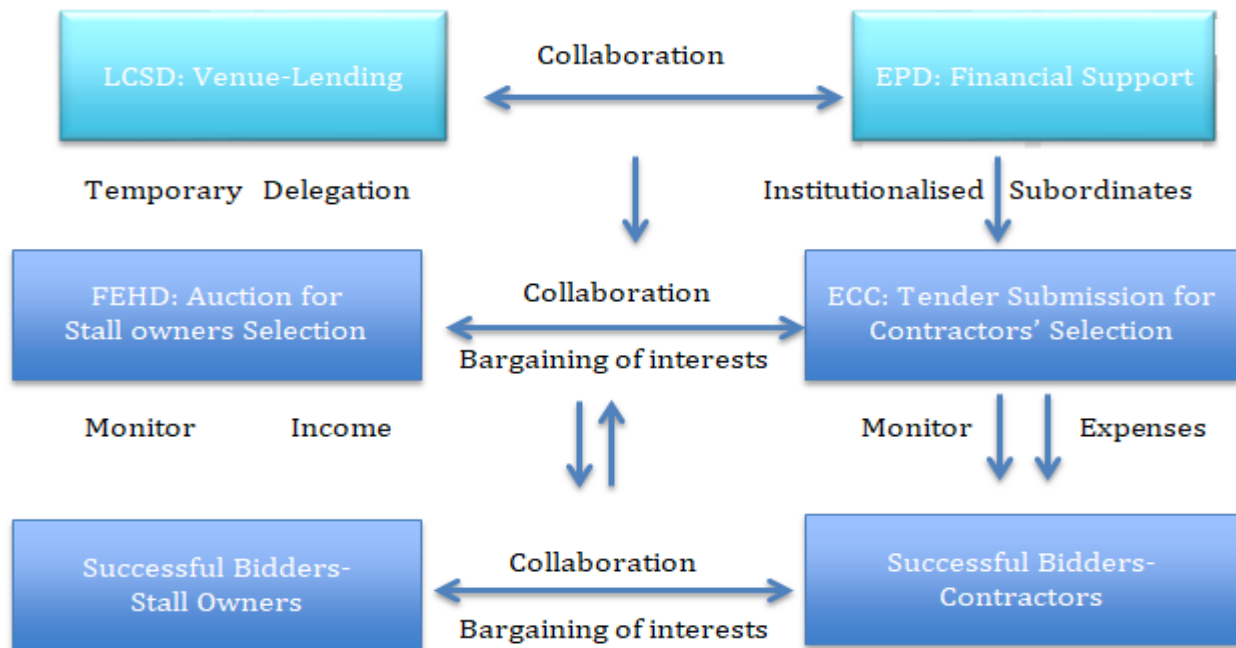 LCSD: Venue-Lending
Collaboration
EPD: Financial Support
Temporary Delegation
Institutionalised Subordinates
FEHD: Auction for
Stall owners Selection
Collaboration
Bargaining of interests
ECC: Tender Submission for
Contractors’ Selection
Monitor Income
Monitor Expenses
Successful Bidders-
Stall Owners
Collaboration
Bargaining of interests
Successful Bidders-
Contractors